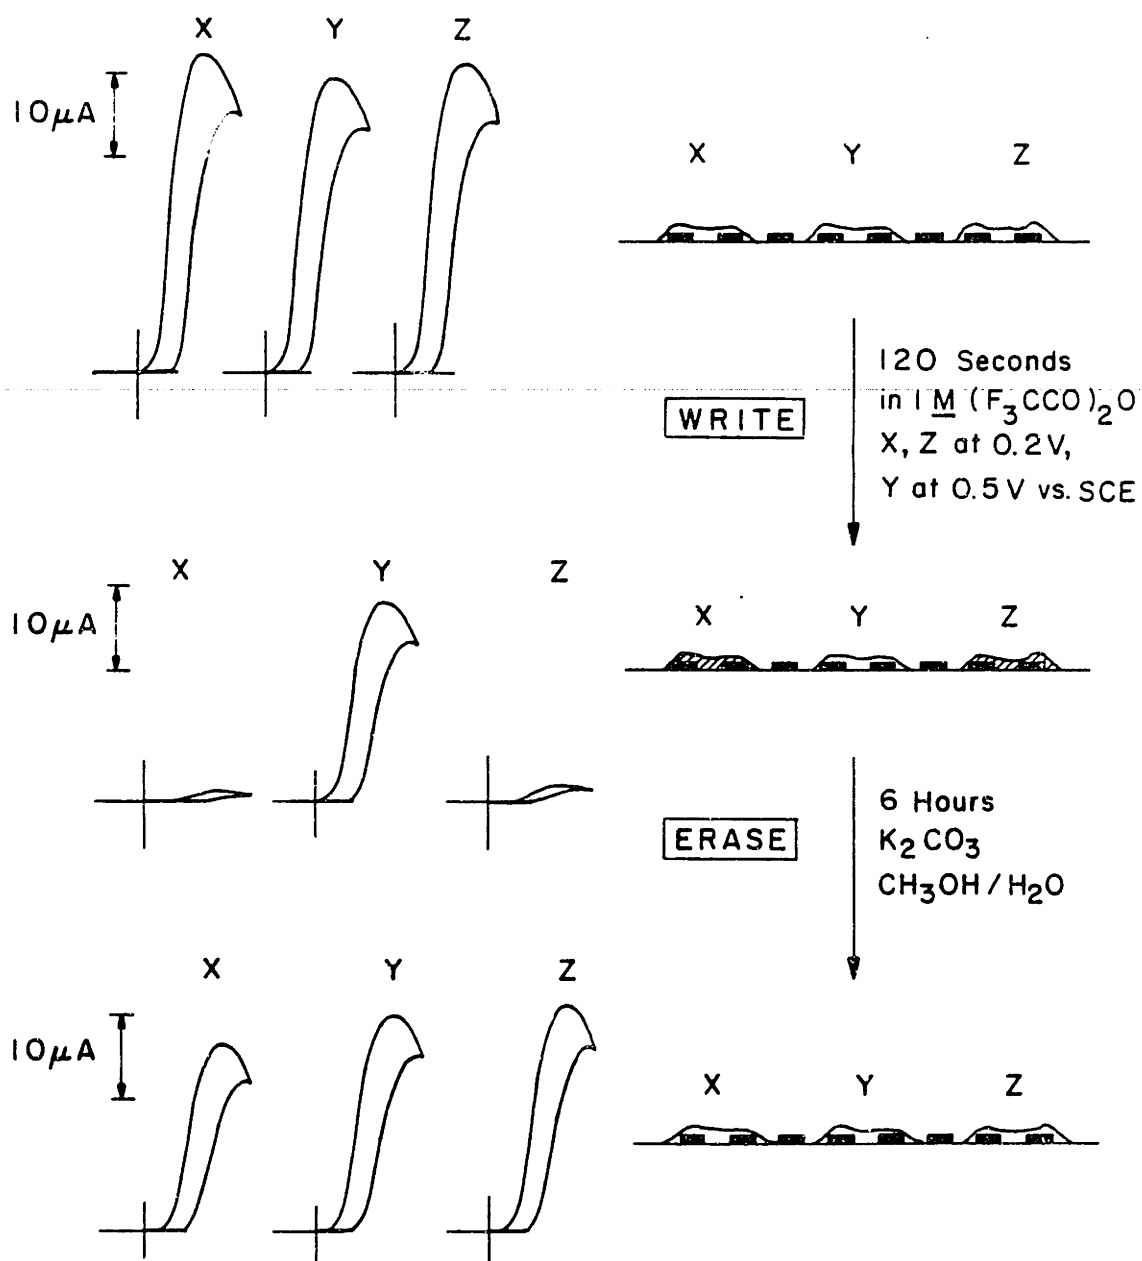 X Y Z
10μA
X Y Z
120 Seconds
in 1 M (F₃CCO)₂O
WRITE
X, Z at 0.2V,
Y at 0.5V vs. SCE
X Y Z
10μA
X Y Z
6 Hours
ERASE
K₂CO₃
CH₃OH/H₂O
X Y Z
10μA
X Y Z